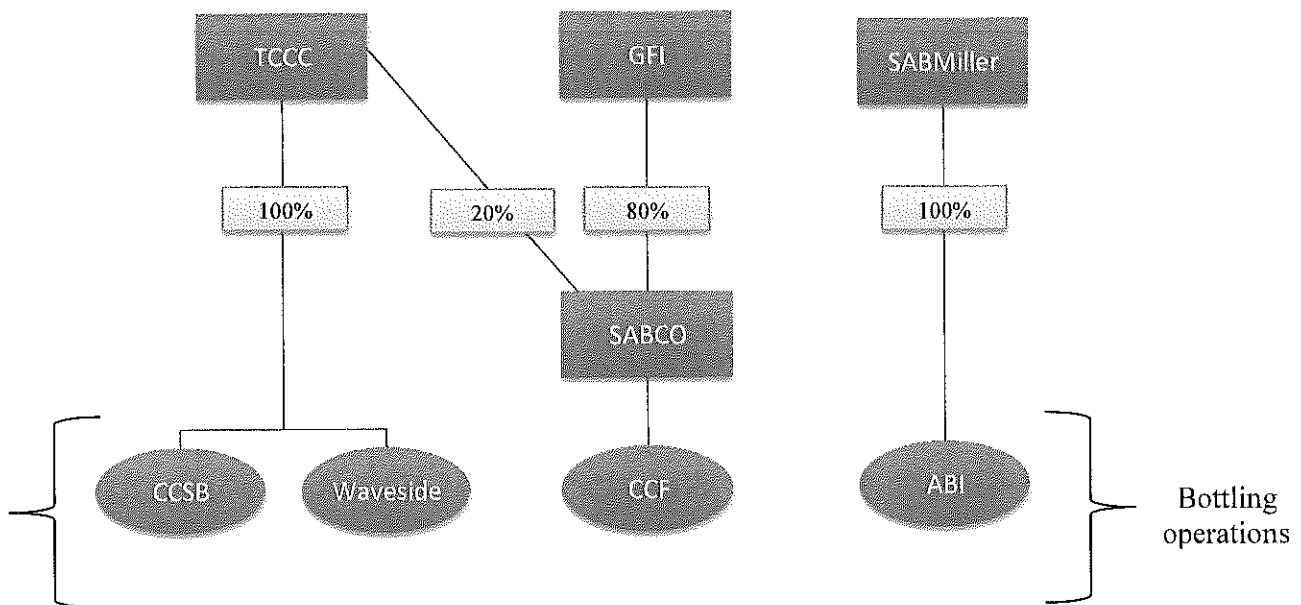 TCCC
GFI
SABMiller
100%
20%
80%
100%
SABCO
CCSB
Waveside
CCF
ABI
Bottling
operations